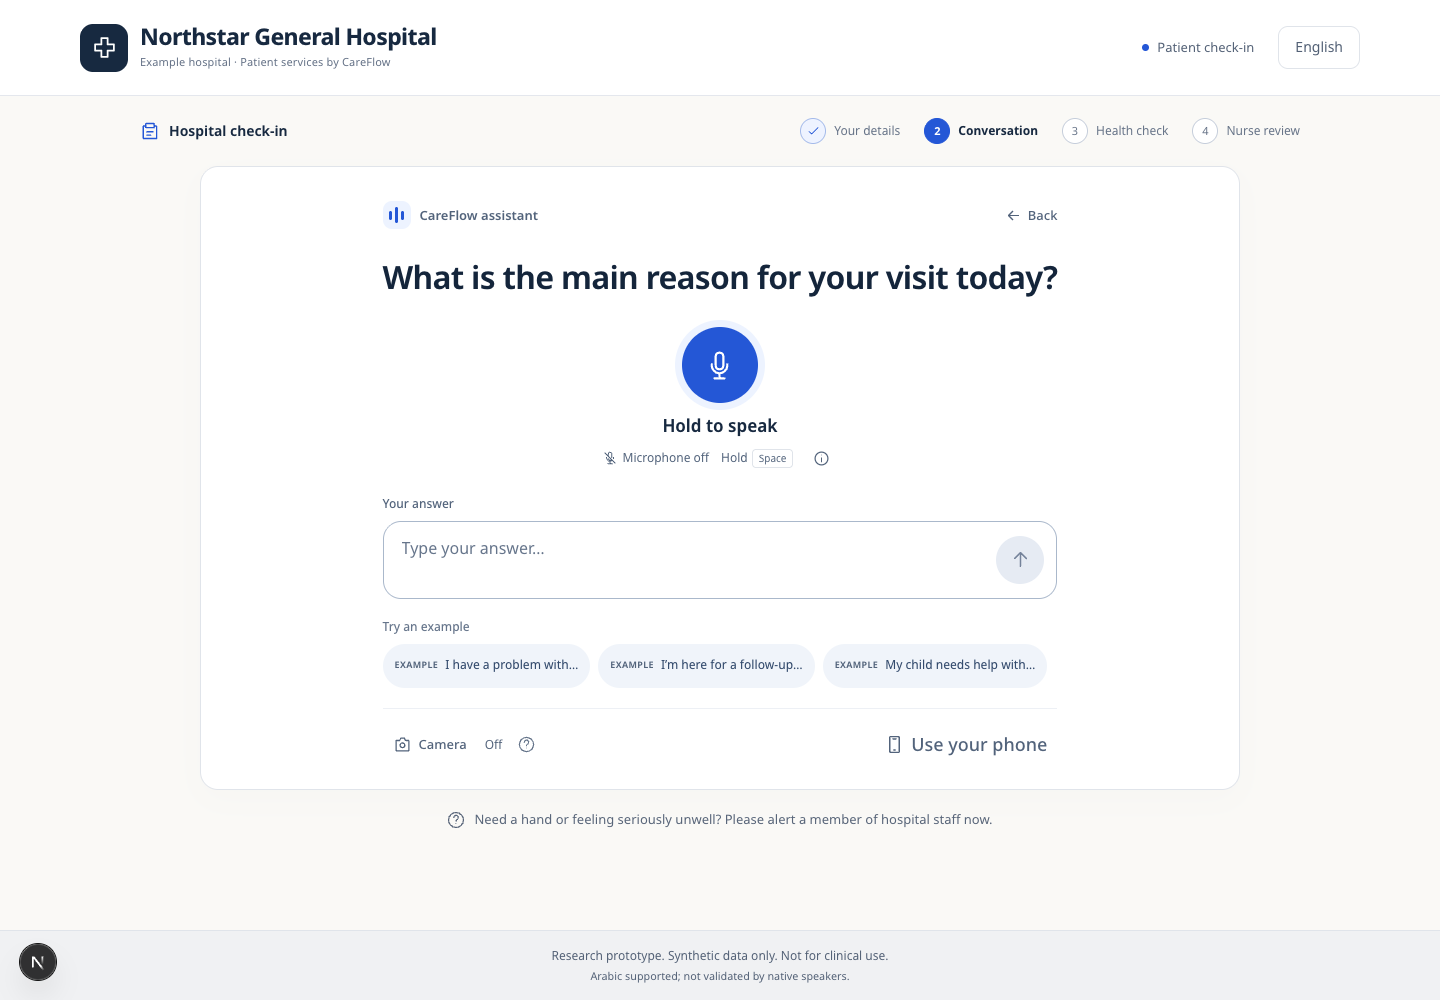 Northstar General Hospital
Example hospital · Patient services by CareFlow
Patient check-in
English
Hospital check-in
Your details
2 Conversation
3 Health check
4 Nurse review
CareFlow assistant
Back
What is the main reason for your visit today?
Hold to speak
Microphone off Hold Space
Your answer
Type your answer...
Try an example
EXAMPLE I have a problem with...
EXAMPLE I'm here for a follow-up...
EXAMPLE My child needs help with...
Camera Off
Use your phone
Need a hand or feeling seriously unwell? Please alert a member of hospital staff now.
Research prototype. Synthetic data only. Not for clinical use.
Arabic supported; not validated by native speakers.
N